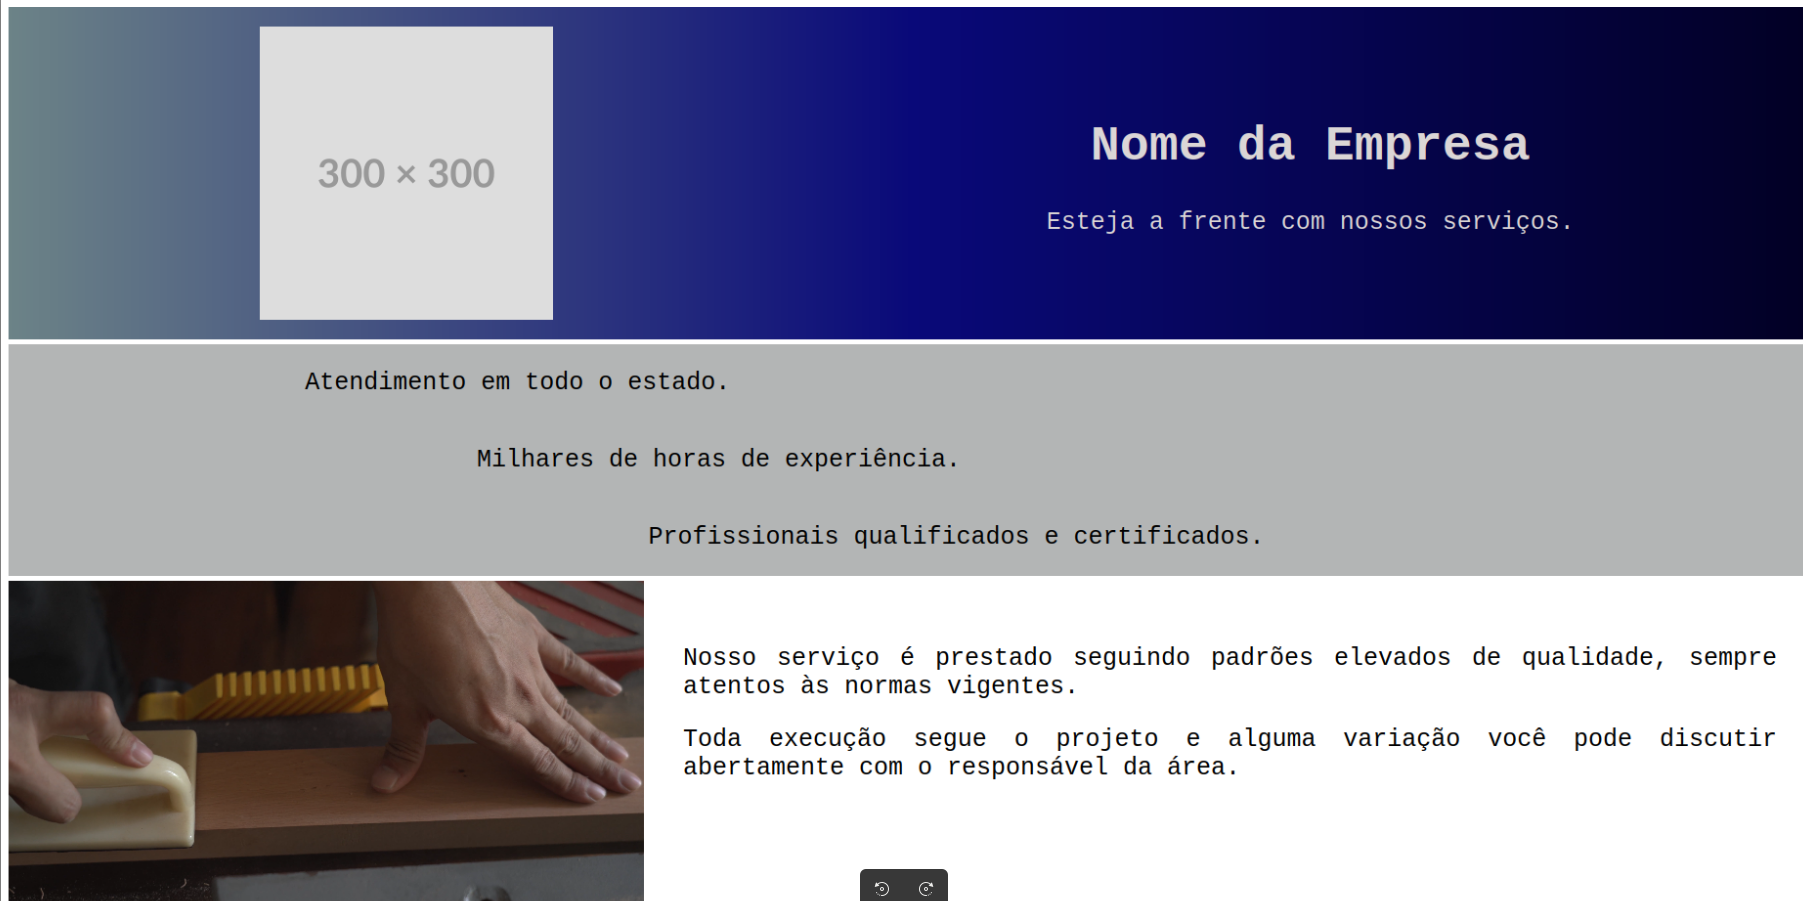 300 × 300
Nome da Empresa
Esteja a frente com nossos serviços.
Atendimento em todo o estado.
Milhares de horas de experiência.
Profissionais qualificados e certificados.
Nosso serviço é prestado seguindo padrões elevados de qualidade, sempre
atentos às normas vigentes.
Toda execução segue o projeto e alguma variação você pode discutir
abertamente com o responsável da área.